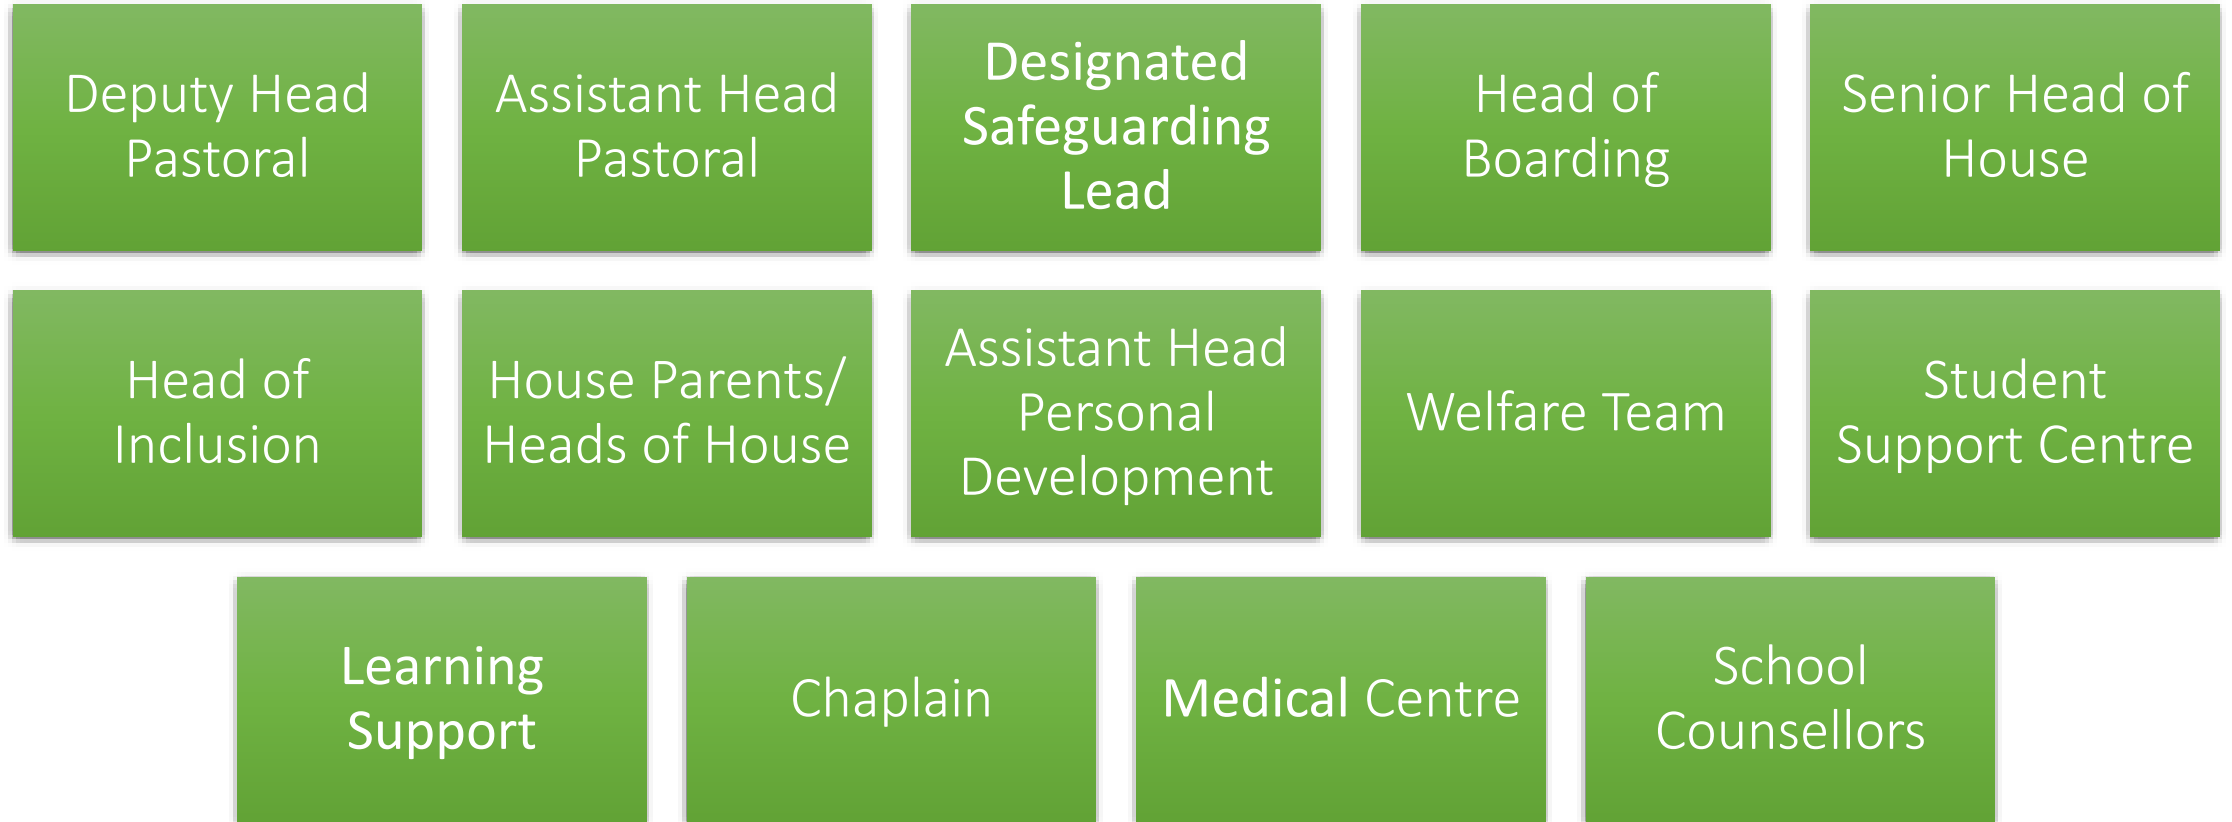 Deputy Head
Pastoral
Assistant Head
Pastoral
Designated
Safeguarding
Lead
Head of
Boarding
Senior Head of
House
Head of
Inclusion
House Parents/
Heads of House
Assistant Head
Personal
Development
Welfare Team
Student
Support Centre
Learning
Support
Chaplain
Medical Centre
School
Counsellors